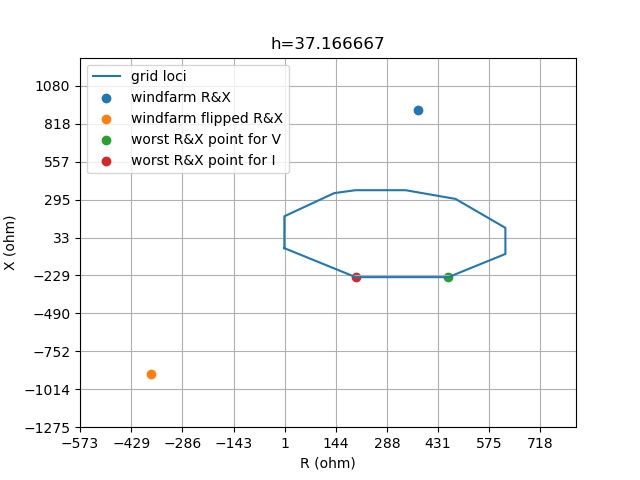 h=37.166667
grid loci
windfarm R&X
windfarm flipped R&X
worst R&X point for V
worst R&X point for I
X (ohm)
1080
818
557
295
33
−229
−490
−752
−1014
−1275
−573
−429
−286
−143
1
144
288
431
575
718
R (ohm)